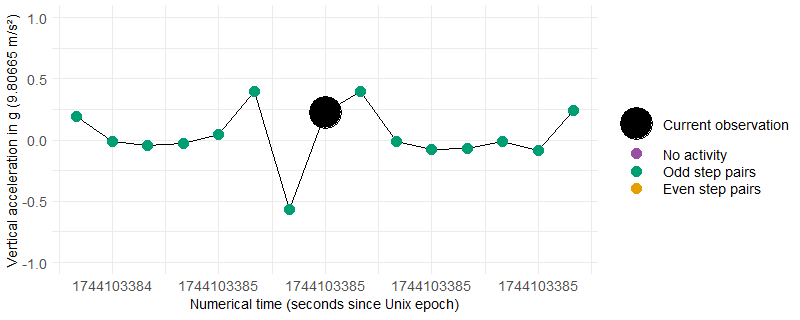 Vertical acceleration in g (9.80665 m/s²)
1.0
0.5
0.0
-0.5
-1.0
1744103384 1744103385 1744103385 1744103385 1744103385
Numerical time (seconds since Unix epoch)
Current observation
No activity
Odd step pairs
Even step pairs